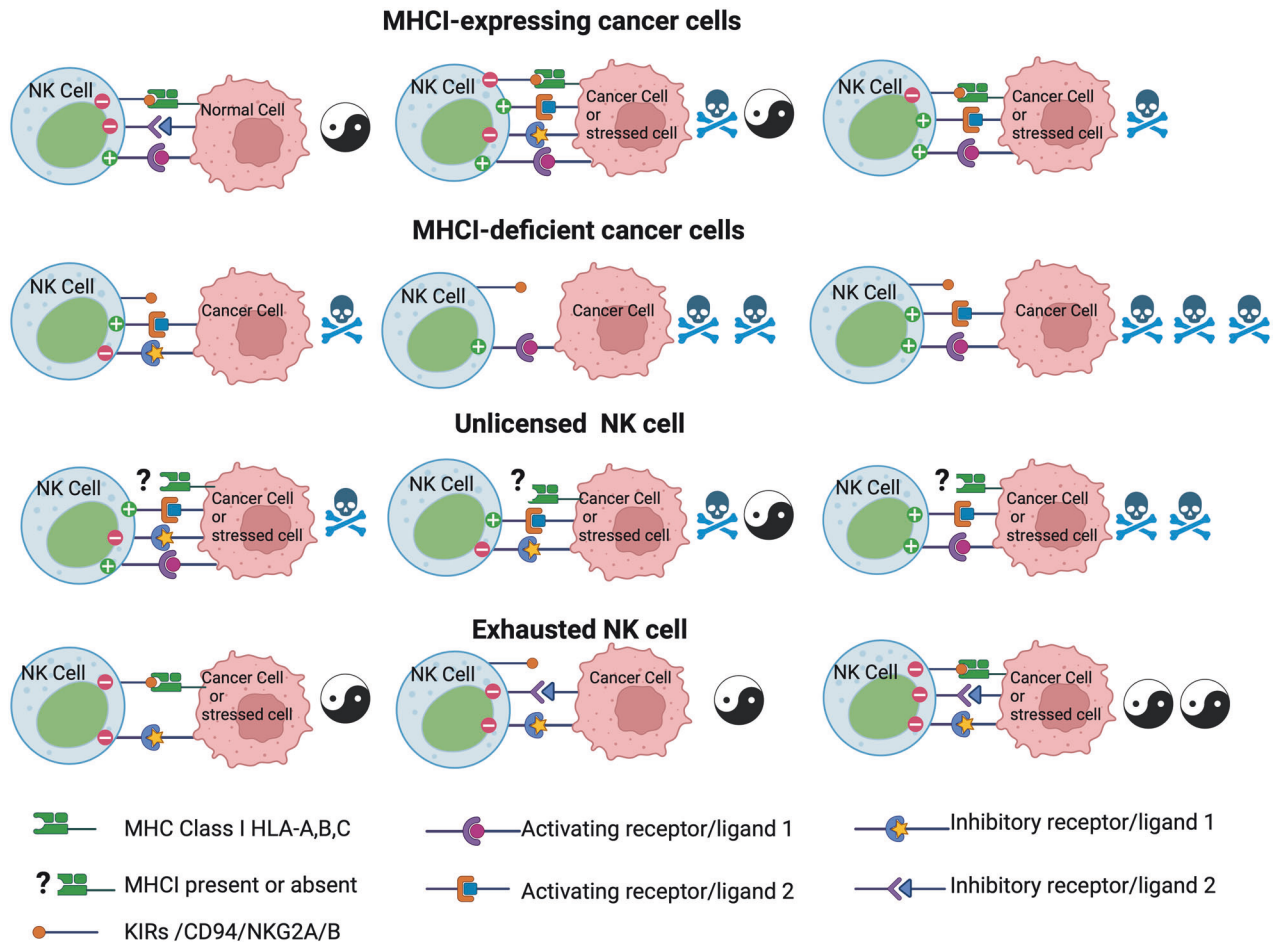 MHCI-expressing cancer cells
NK Cell
Normal Cell
NK Cell
Cancer Cell
or
stressed cell
NK Cell
Cancer Cell
or
stressed cell
MHCI-deficient cancer cells
NK Cell
Cancer Cell
NK Cell
Cancer Cell
NK Cell
Cancer Cell
Unlicensed NK cell
NK Cell
?
Cancer Cell
or
stressed cell
NK Cell
?
Cancer Cell
or
stressed cell
NK Cell
?
Cancer Cell
or
stressed cell
Exhausted NK cell
NK Cell
Cancer Cell
or
stressed cell
NK Cell
Cancer Cell
NK Cell
Cancer Cell
or
stressed cell
MHC Class I HLA-A,B,C
Activating receptor/ligand 1
Inhibitory receptor/ligand 1
? MHCI present or absent
Activating receptor/ligand 2
Inhibitory receptor/ligand 2
KIRs /CD94/NKG2A/B